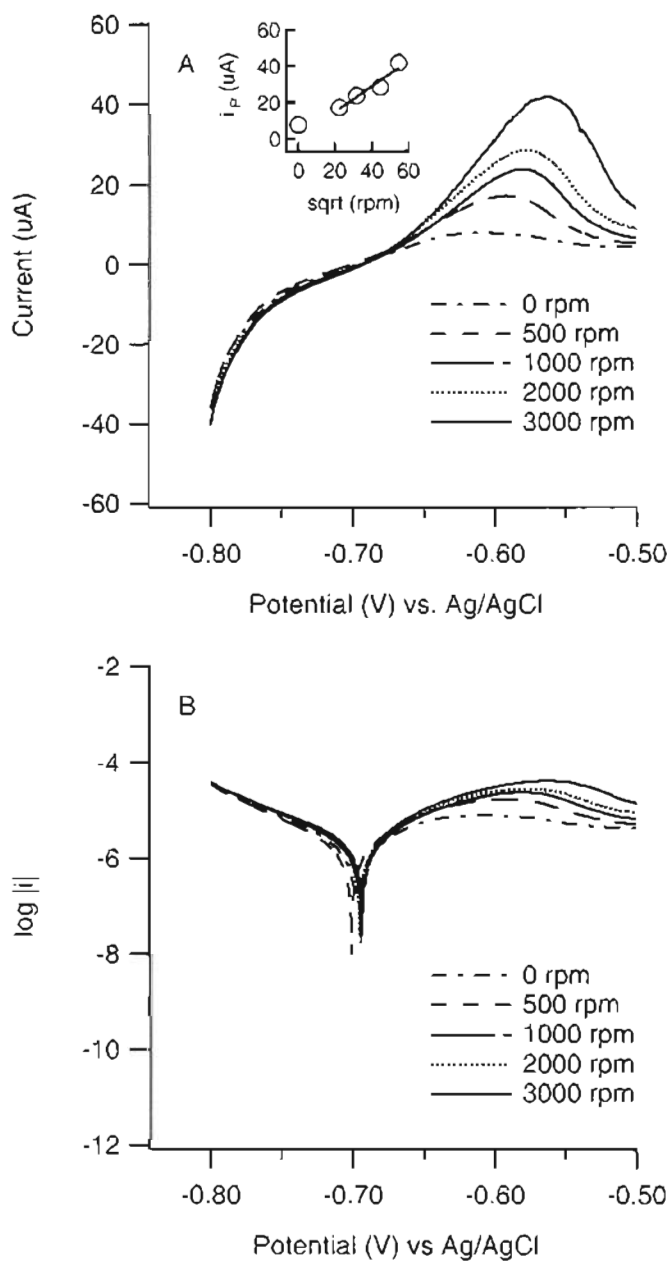 60
40
20
0
-20
-40
-60
Current (uA)
A
60
40
20
0
i_P (uA)
0 20 40 60
sqrt (rpm)
0 rpm
500 rpm
1000 rpm
2000 rpm
3000 rpm
-0.80 -0.70 -0.60 -0.50
Potential (V) vs. Ag/AgCl
-2
-4
-6
-8
-10
-12
log |i|
B
0 rpm
500 rpm
1000 rpm
2000 rpm
3000 rpm
-0.80 -0.70 -0.60 -0.50
Potential (V) vs Ag/AgCl